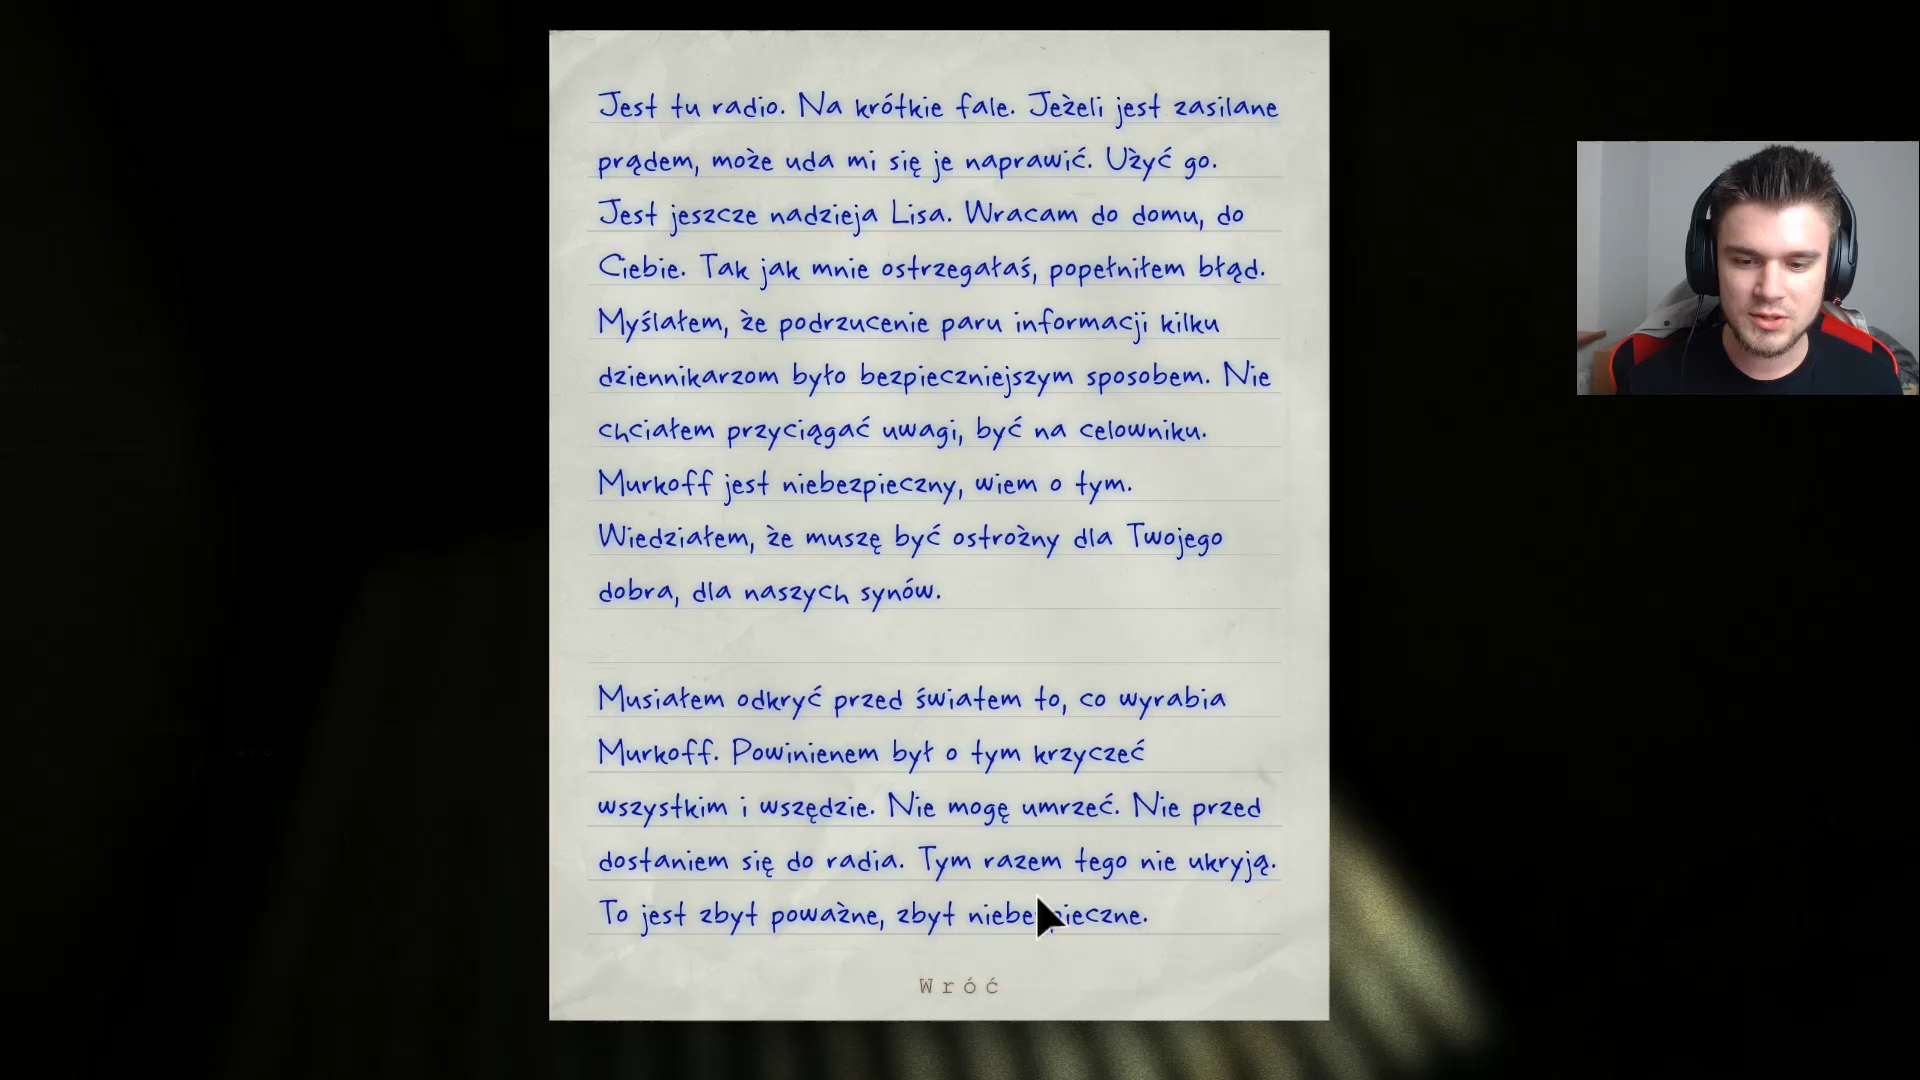 Jest tu radio. Na krótkie fale. Jeżeli jest zasilane
prądem, może uda mi się je naprawić. Użyć go.
Jest jeszcze nadzieja Lisa. Wracam do domu, do
Ciebie. Tak jak mnie ostrzegałaś, popełniłem błąd.
Myślałem, że podrzucenie paru informacji kilku
dziennikarzom było bezpieczniejszym sposobem. Nie
chciałem przyciągać uwagi, być na celowniku.
Murkoff jest niebezpieczny, wiem o tym.
Wiedziałem, że muszę być ostrożny dla Twojego
dobra, dla naszych synów.
Musiałem odkryć przed światem to, co wyrabia
Murkoff. Powinienem był o tym krzyczeć
wszystkim i wszędzie. Nie mogę umrzeć. Nie przed
dostaniem się do radia. Tym razem tego nie ukryją.
To jest zbyt poważne, zbyt niebezpieczne.
Wróć